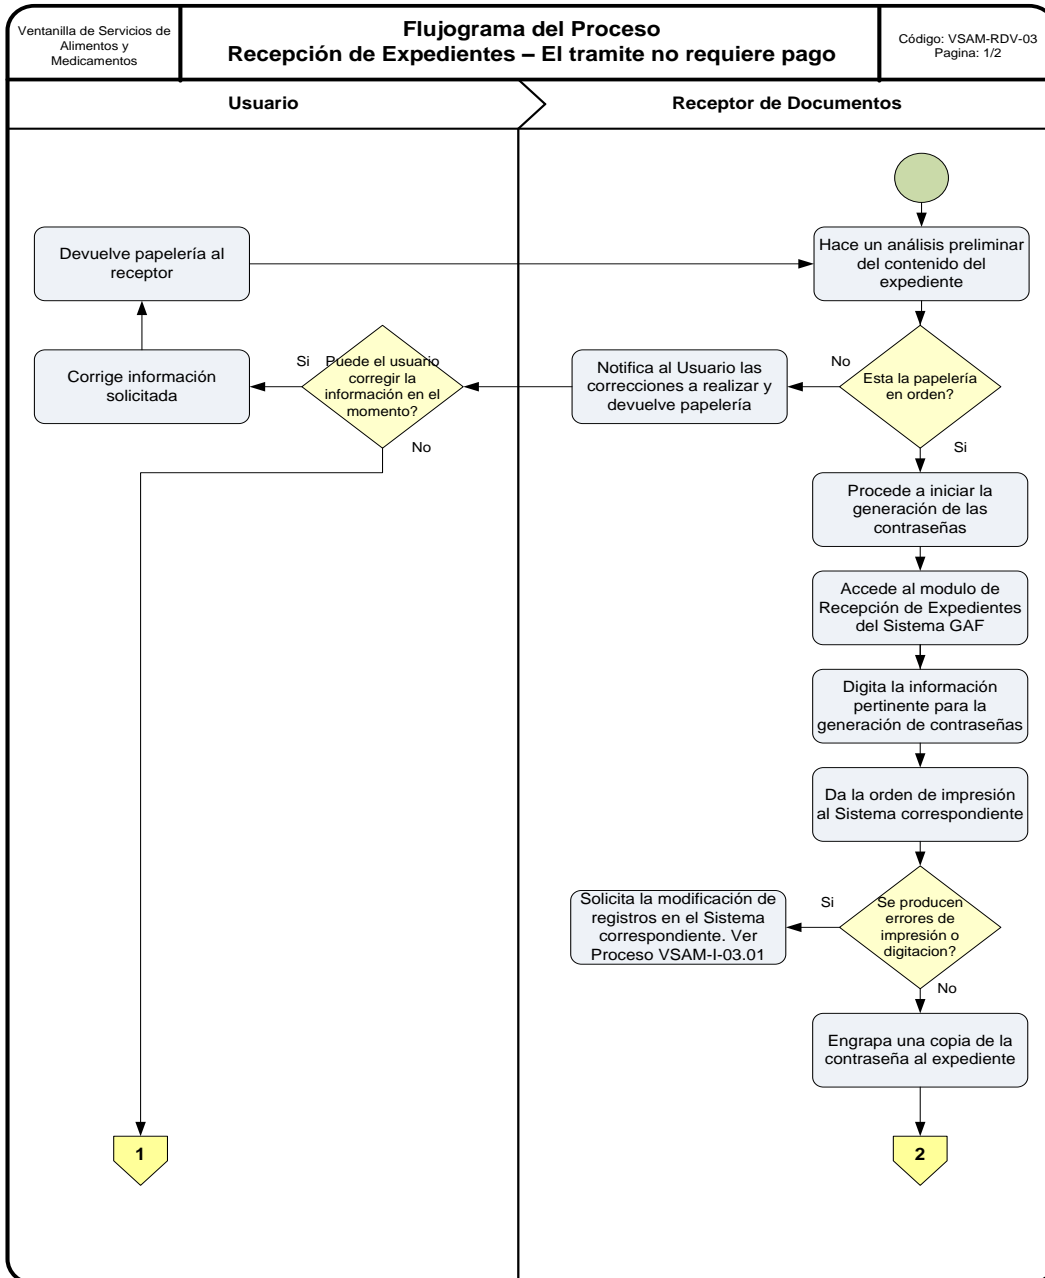 Ventanilla de Servicios de
Alimentos y
Medicamentos
Flujograma del Proceso
Recepción de Expedientes – El tramite no requiere pago
Código: VSAM-RDV-03
Pagina: 1/2
Usuario
Receptor de Documentos
Devuelve papelería al
receptor
Hace un análisis preliminar
del contenido del
expediente
Corrige información
solicitada
Si
Puede el usuario
corregir la
información en el
momento?
No
Notifica al Usuario las
correcciones a realizar y
devuelve papelería
No
Esta la papelería
en orden?
Si
Procede a iniciar la
generación de las
contraseñas
Accede al modulo de
Recepción de Expedientes
del Sistema GAF
Digita la información
pertinente para la
generación de contraseñas
Da la orden de impresión
al Sistema correspondiente
Solicita la modificación de
registros en el Sistema
correspondiente. Ver
Proceso VSAM-I-03.01
Si
Se producen
errores de
impresión o
digitacion?
No
Engrapa una copia de la
contraseña al expediente
1
2